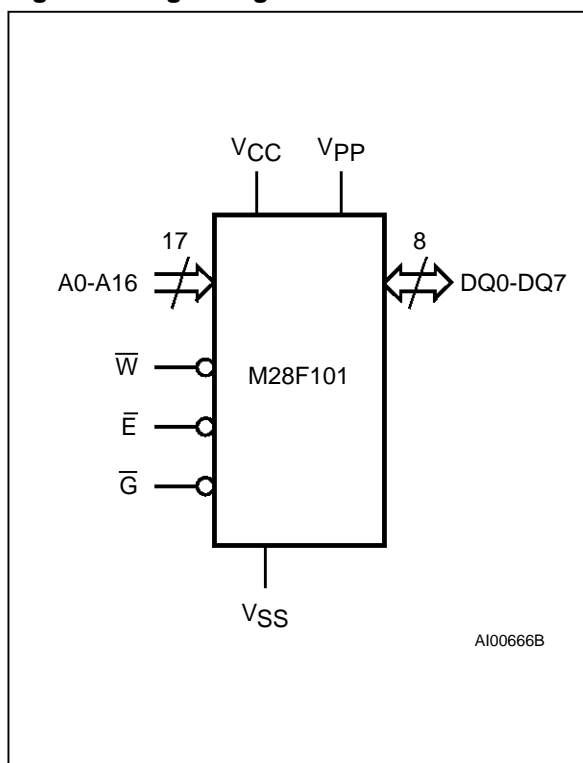 VCC VPP
17 8
A0-A16 DQ0-DQ7
W̅
M28F101
E̅
G̅
VSS
AI00666B